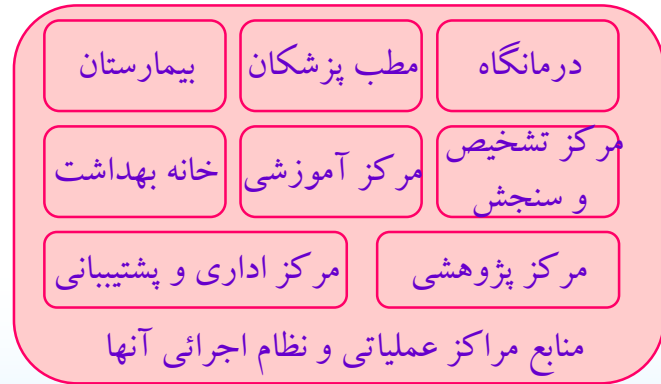 درمانگاه
مطب پزشکان
بیمارستان
مرکز تشخیص
و سنجش
مرکز آموزشی
خانه بهداشت
مرکز پژوهشی
مرکز اداری و پشتیبانی
منابع مراکز عملیاتی و نظام اجرائی آنها